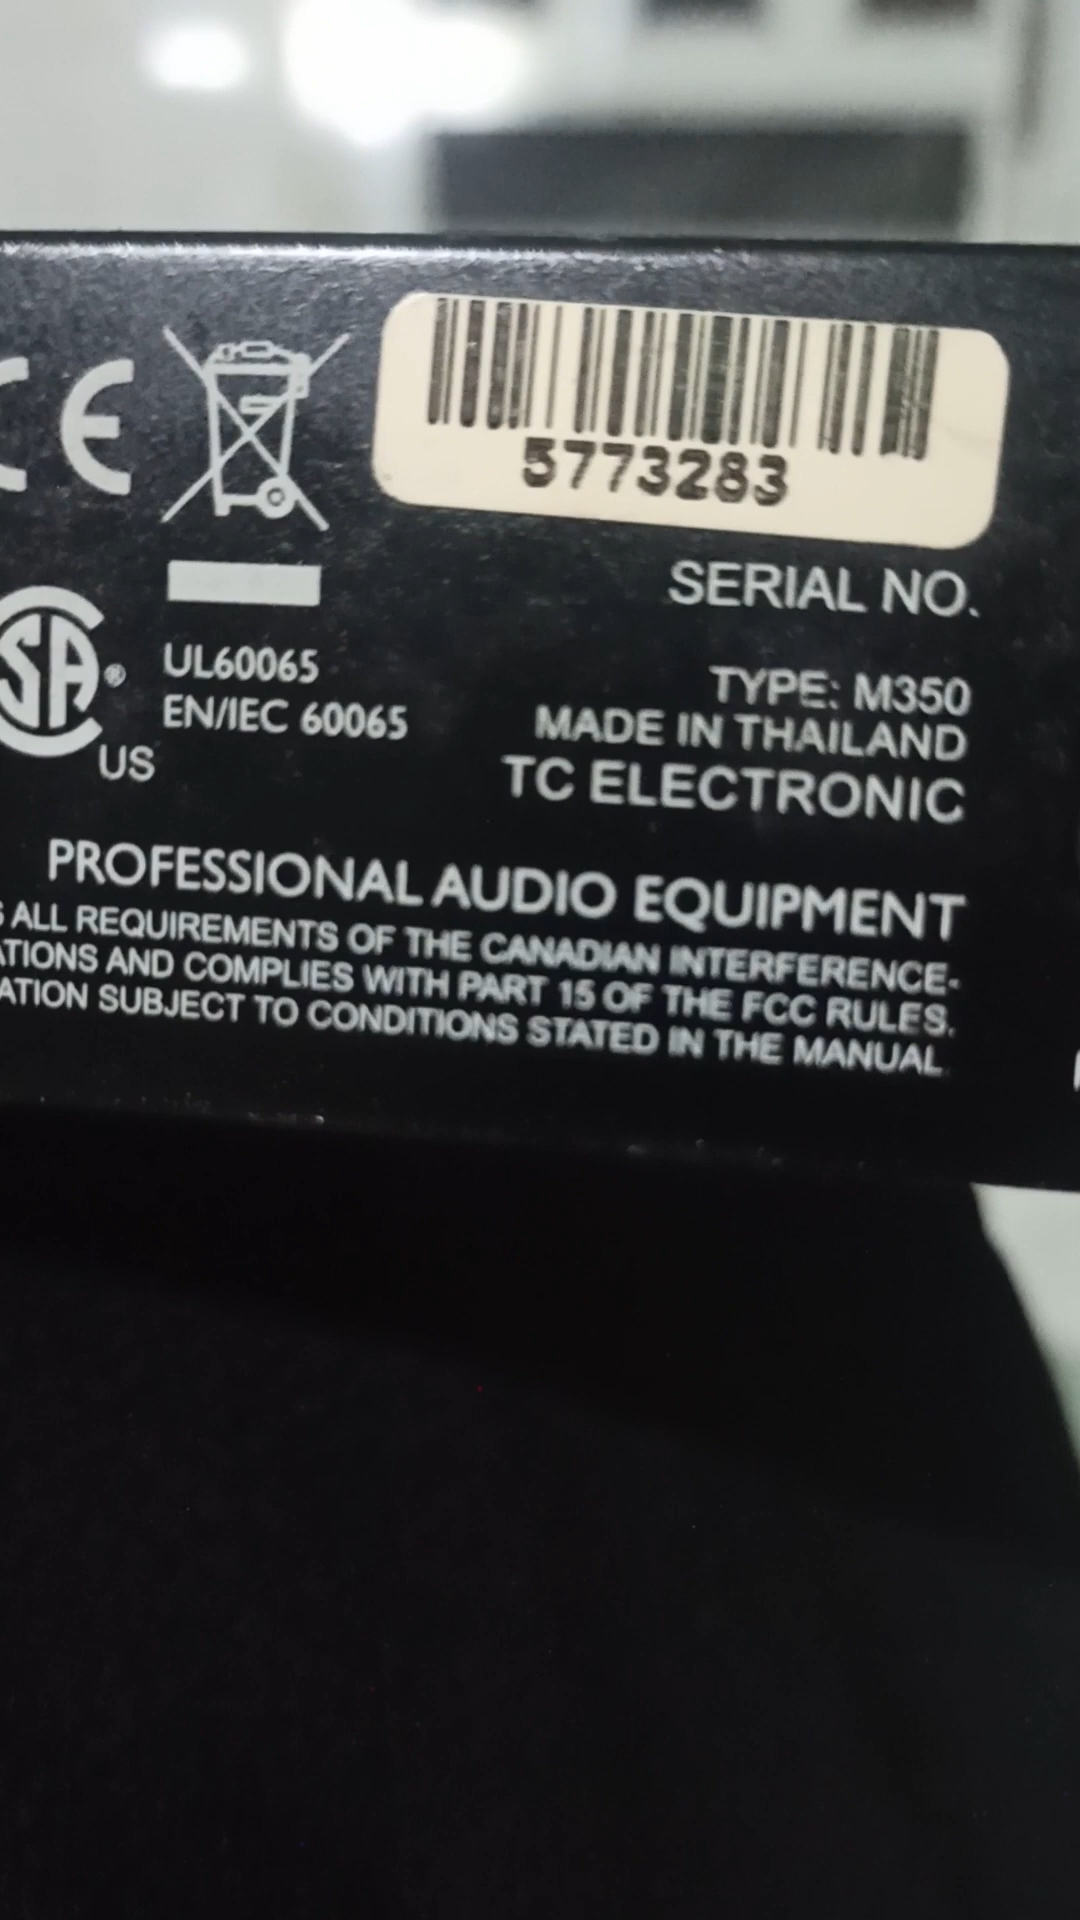 CE
5773283
SERIAL NO.
SA®
US
UL60065
EN/IEC 60065
TYPE: M350
MADE IN THAILAND
TC ELECTRONIC
PROFESSIONAL AUDIO EQUIPMENT
ALL REQUIREMENTS OF THE CANADIAN INTERFERENCE-
ATIONS AND COMPLIES WITH PART 15 OF THE FCC RULES.
ATION SUBJECT TO CONDITIONS STATED IN THE MANUAL